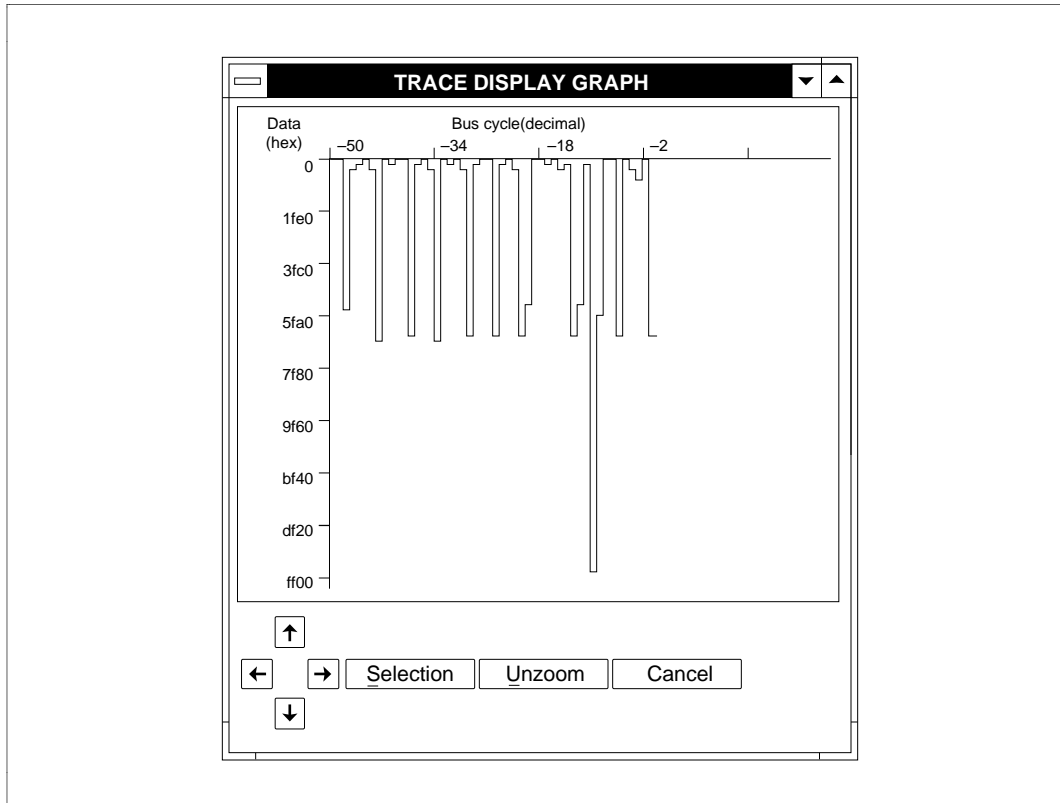 TRACE DISPLAY GRAPH
Data
(hex)
Bus cycle(decimal)
–50
–34
–18
–2
0
1fe0
3fc0
5fa0
7f80
9f60
bf40
df20
ff00
Selection
Unzoom
Cancel